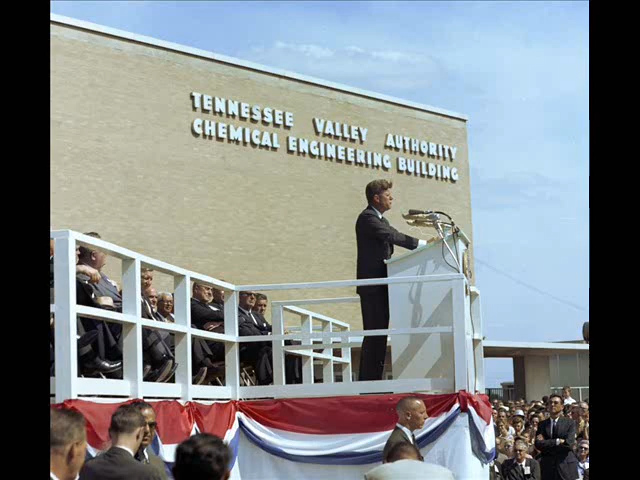 TENNESSEE VALLEY AUTHORITY
CHEMICAL ENGINEERING BUILDING